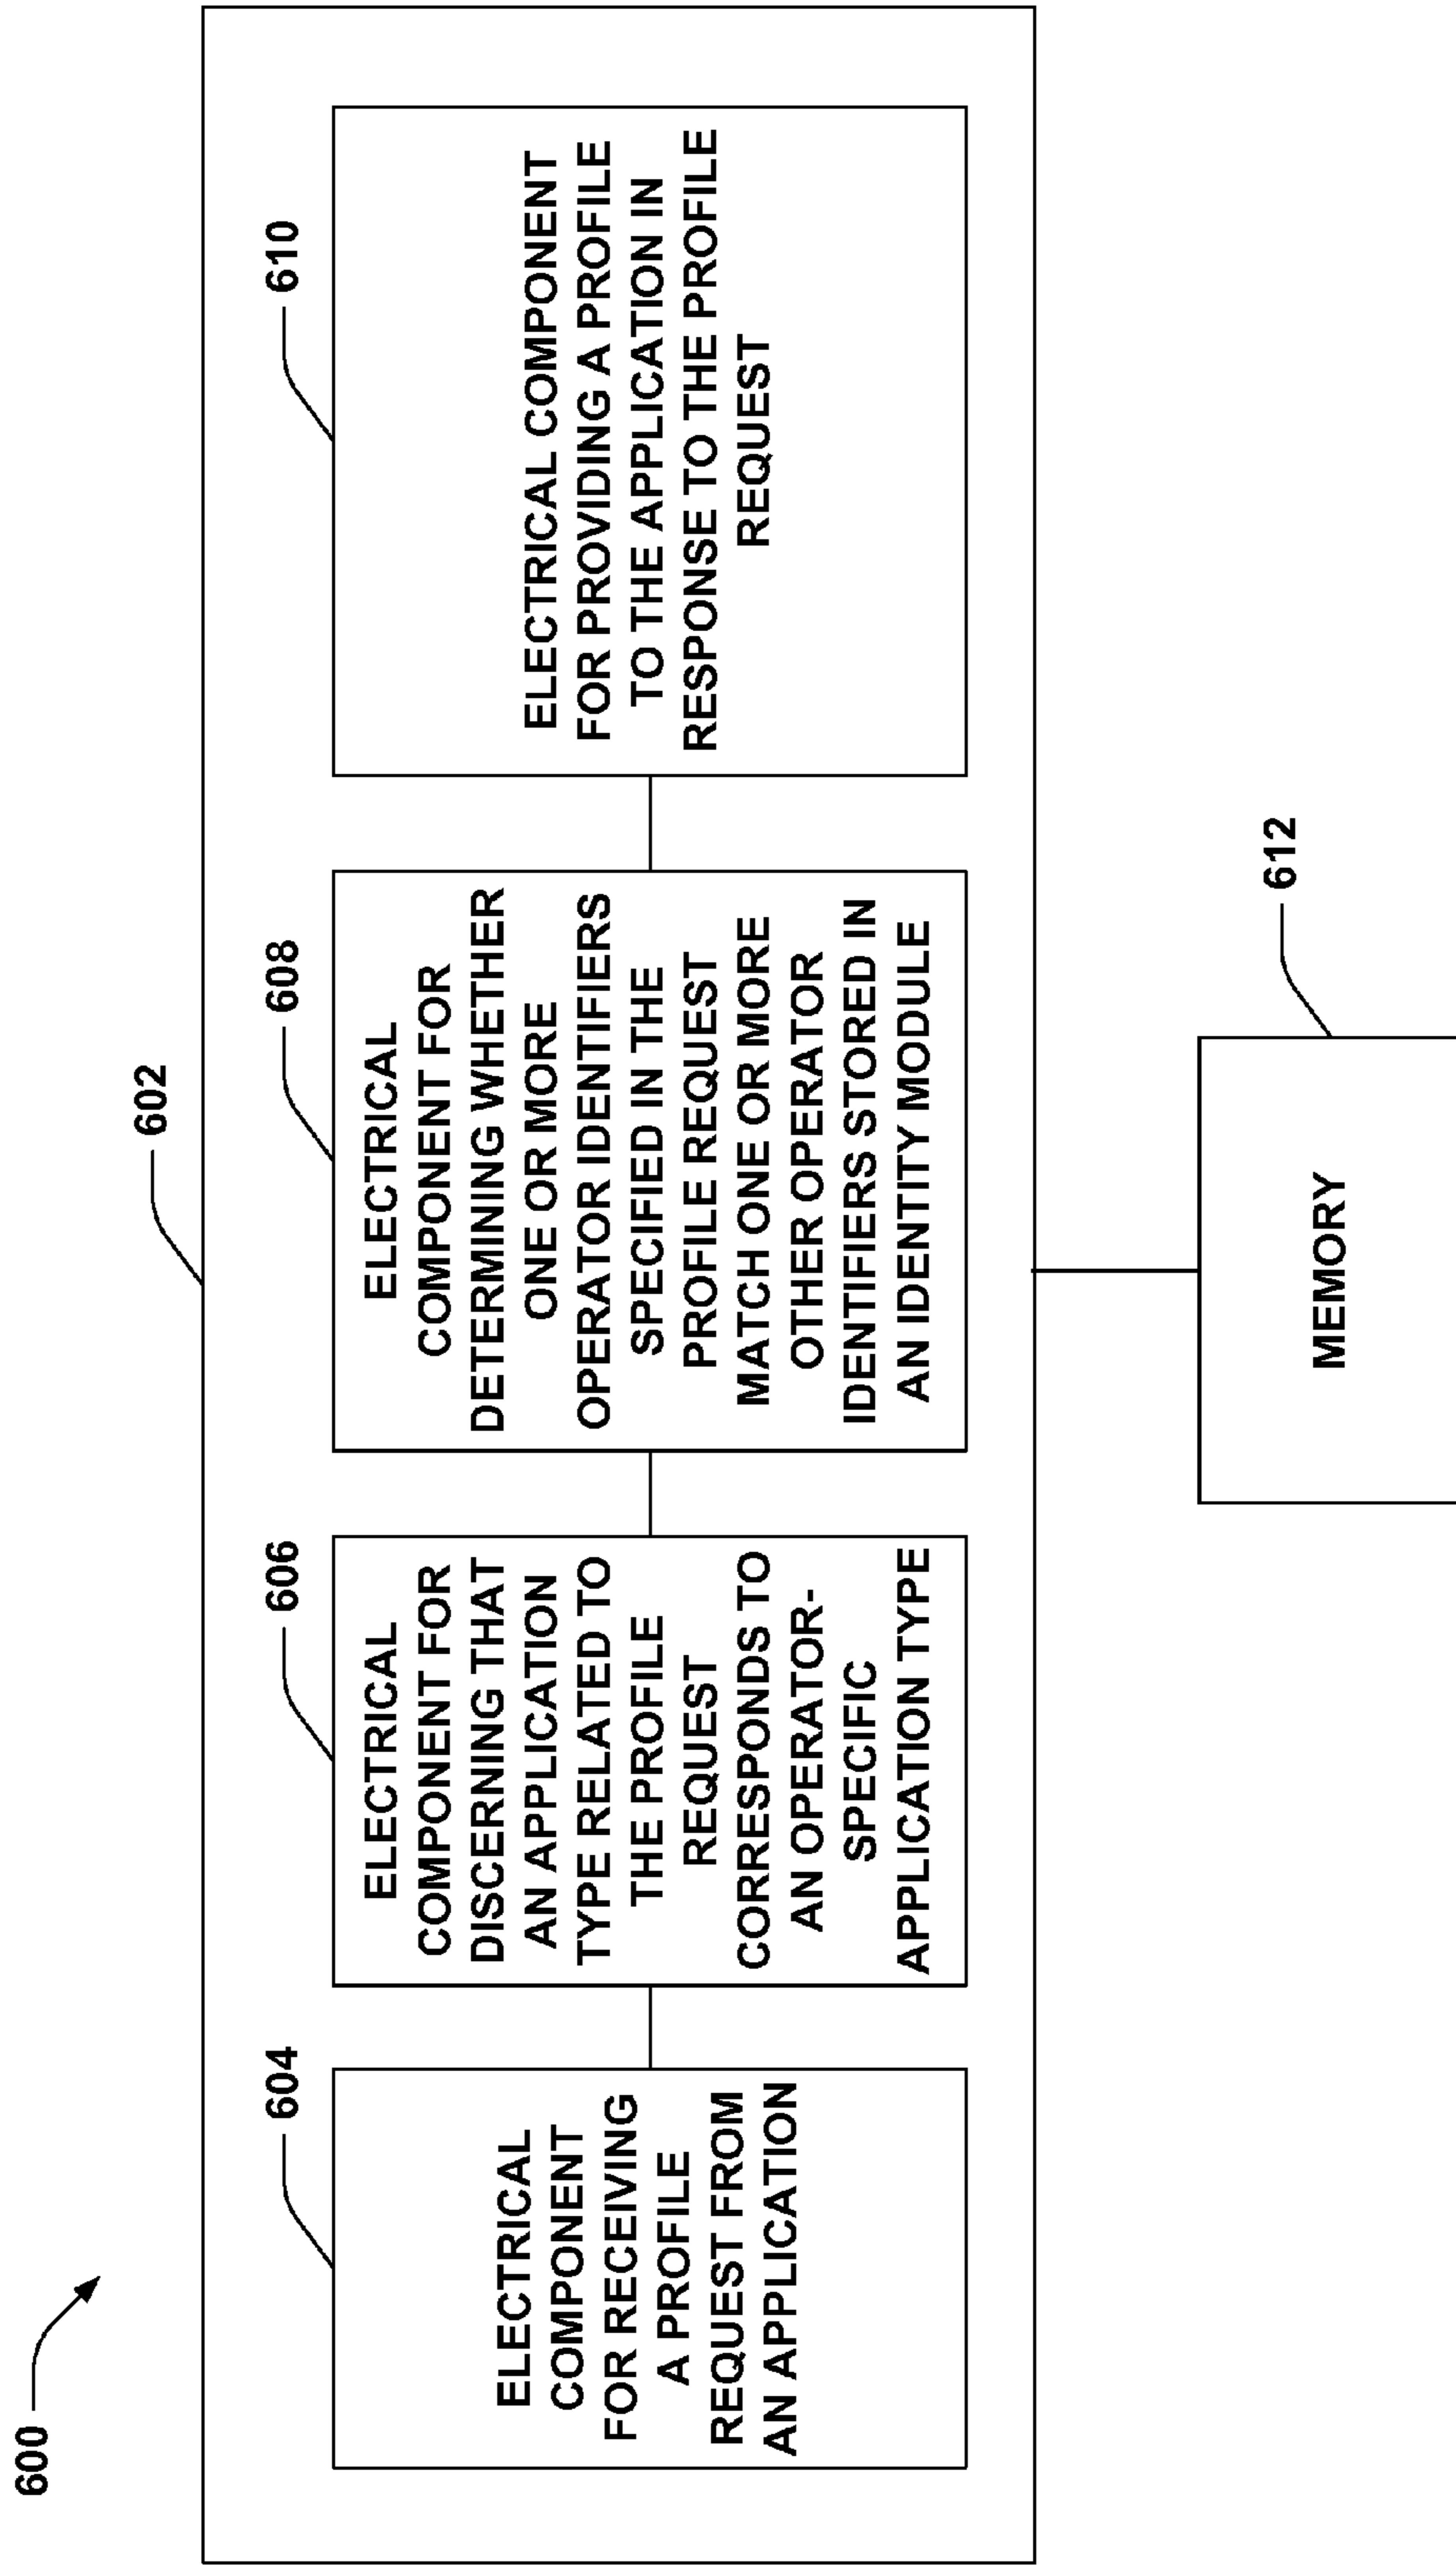 600
602
604
ELECTRICAL
COMPONENT
FOR RECEIVING
A PROFILE
REQUEST FROM
AN APPLICATION
606
ELECTRICAL
COMPONENT FOR
DISCERNING THAT
AN APPLICATION
TYPE RELATED TO
THE PROFILE
REQUEST
CORRESPONDS TO
AN OPERATOR-
SPECIFIC
APPLICATION TYPE
608
ELECTRICAL
COMPONENT FOR
DETERMINING WHETHER
ONE OR MORE
OPERATOR IDENTIFIERS
SPECIFIED IN THE
PROFILE REQUEST
MATCH ONE OR MORE
OTHER OPERATOR
IDENTIFIERS STORED IN
AN IDENTITY MODULE
610
ELECTRICAL COMPONENT
FOR PROVIDING A PROFILE
TO THE APPLICATION IN
RESPONSE TO THE PROFILE
REQUEST
612
MEMORY